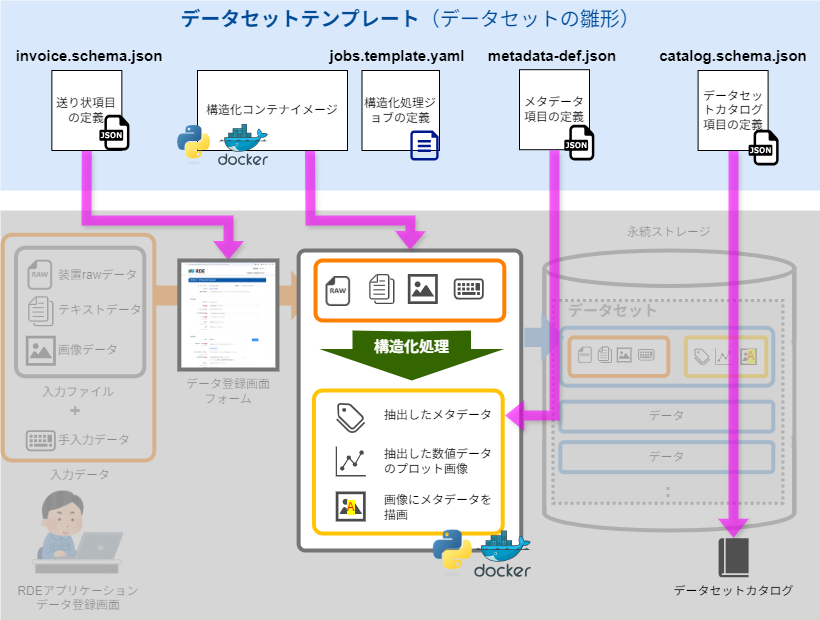 データセットテンプレート（データセットの雛形）
invoice.schema.json
jobs.template.yaml
metadata-def.json
catalog.schema.json
送り状項目
の定義
JSON
構造化コンテナイメージ
docker
構造化処理ジ
ョブの定義
メタデータ
項目の定義
JSON
データセッ
トカタログ
項目の定義
JSON
RAW
装置rawデータ
テキストデータ
画像データ
入力ファイル
+
手入力データ
入力データ
RDEアプリケーション
データ登録画面
RDE
データ登録画面
フォーム
RAW
構造化処理
抽出したメタデータ
抽出した数値データ
のプロット画像
A
画像にメタデータを
描画
docker
永続ストレージ
データセット
RAW
A
データ
データ
:
データセットカタログ